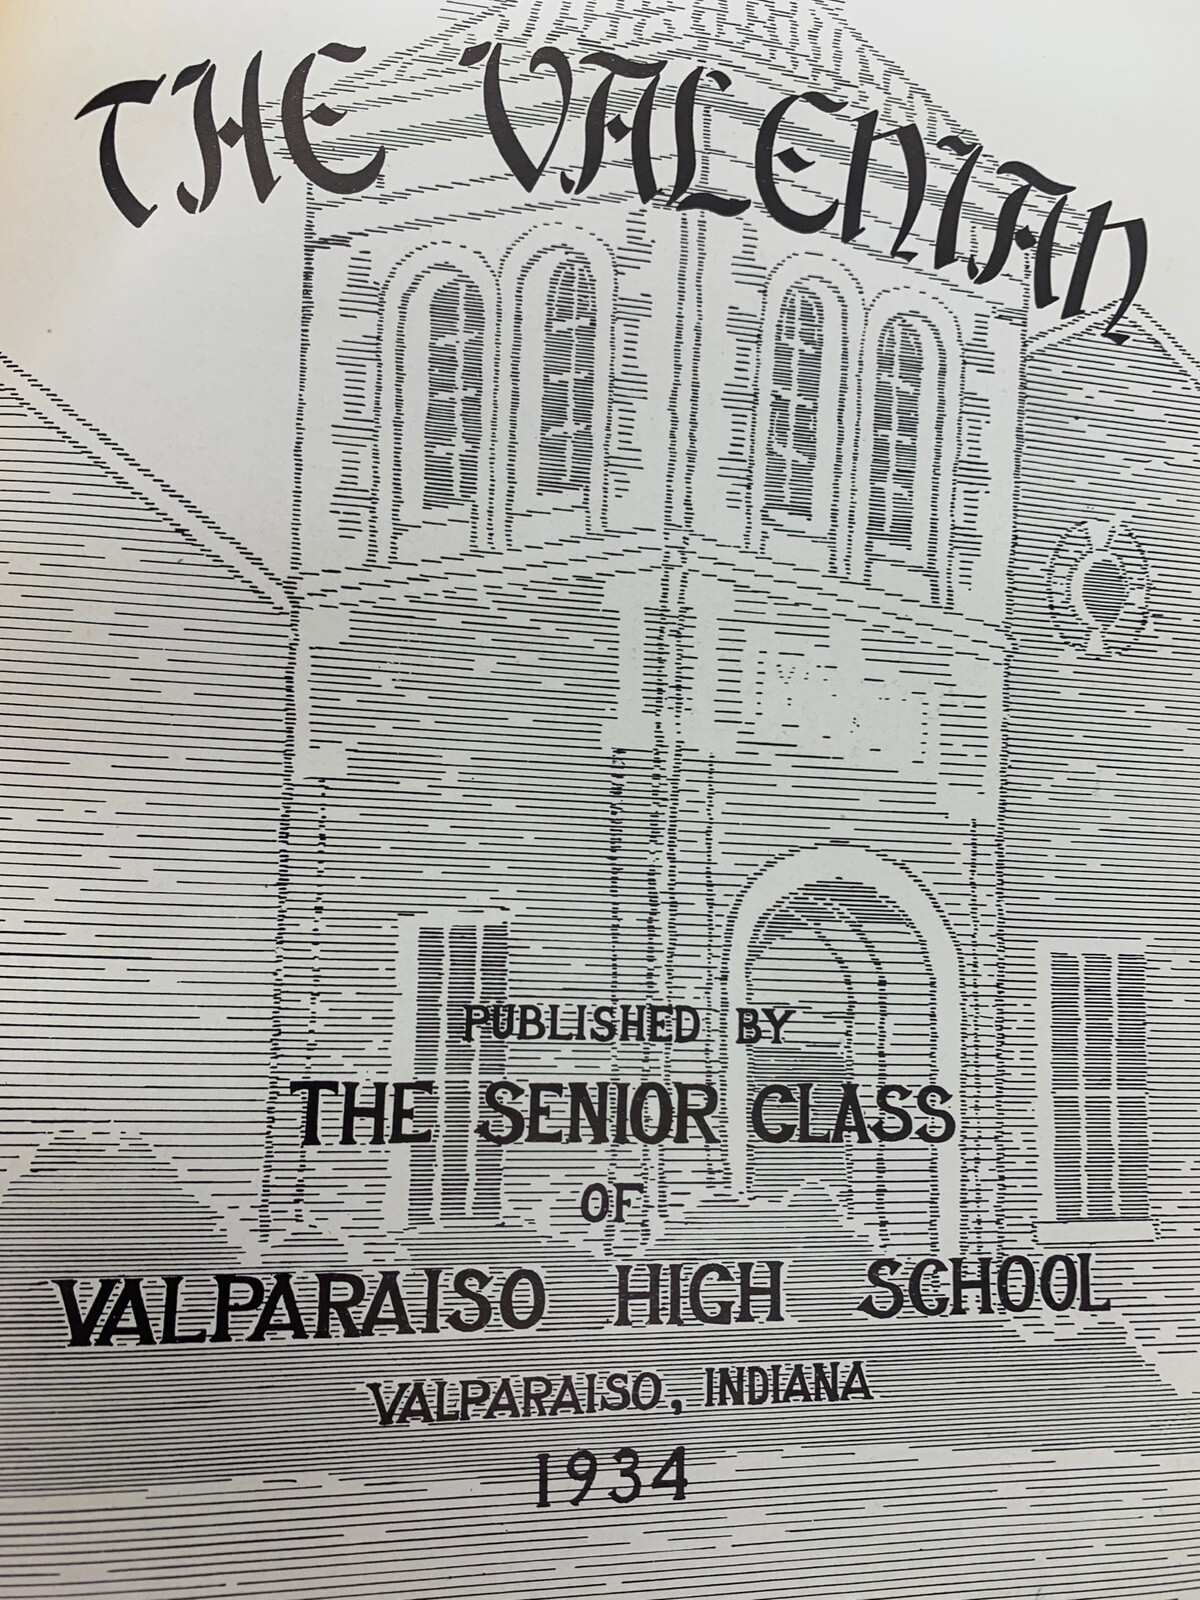 THE VALENIAN
PUBLISHED BY
THE SENIOR CLASS
OF
VALPARAISO HIGH SCHOOL
VALPARAISO, INDIANA
1934